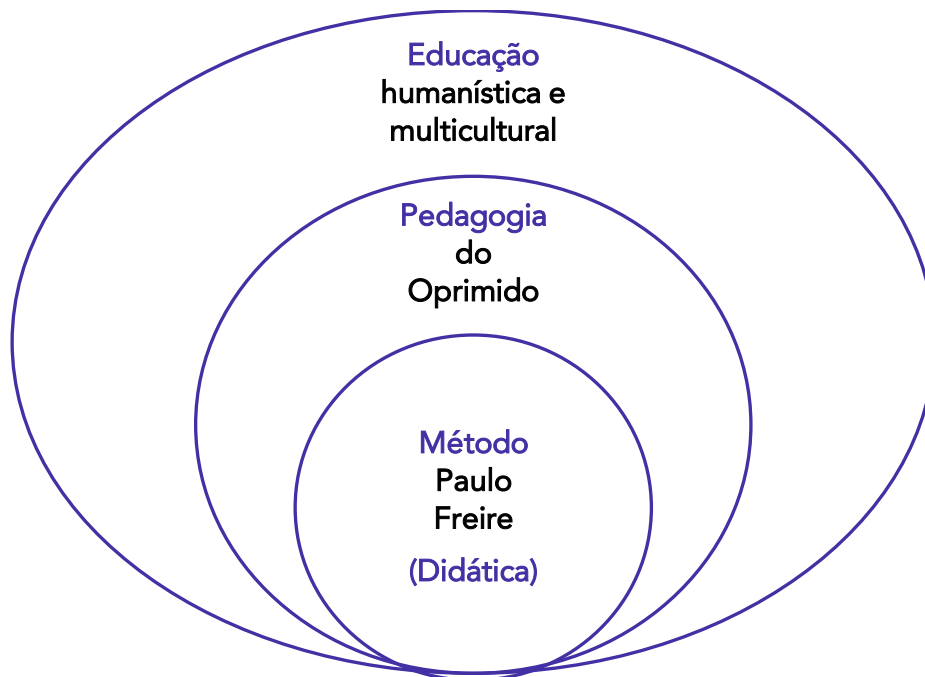 Educação
humanística e
multicultural
Pedagogia
do
Oprimido
Método
Paulo
Freire
(Didática)